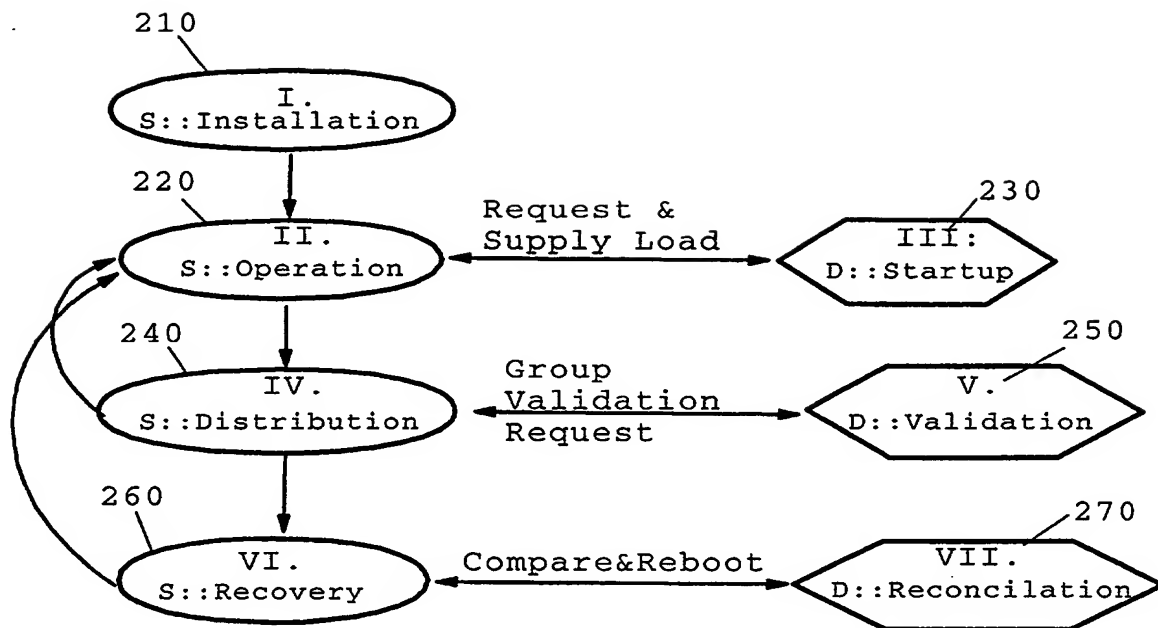 210
I.
S::Installation
220
II.
S::Operation
Request &
Supply Load
230
III:
D::Startup
240
IV.
S::Distribution
Group
Validation
Request
250
V.
D::Validation
260
VI.
S::Recovery
Compare&Reboot
270
VII.
D::Reconcilation